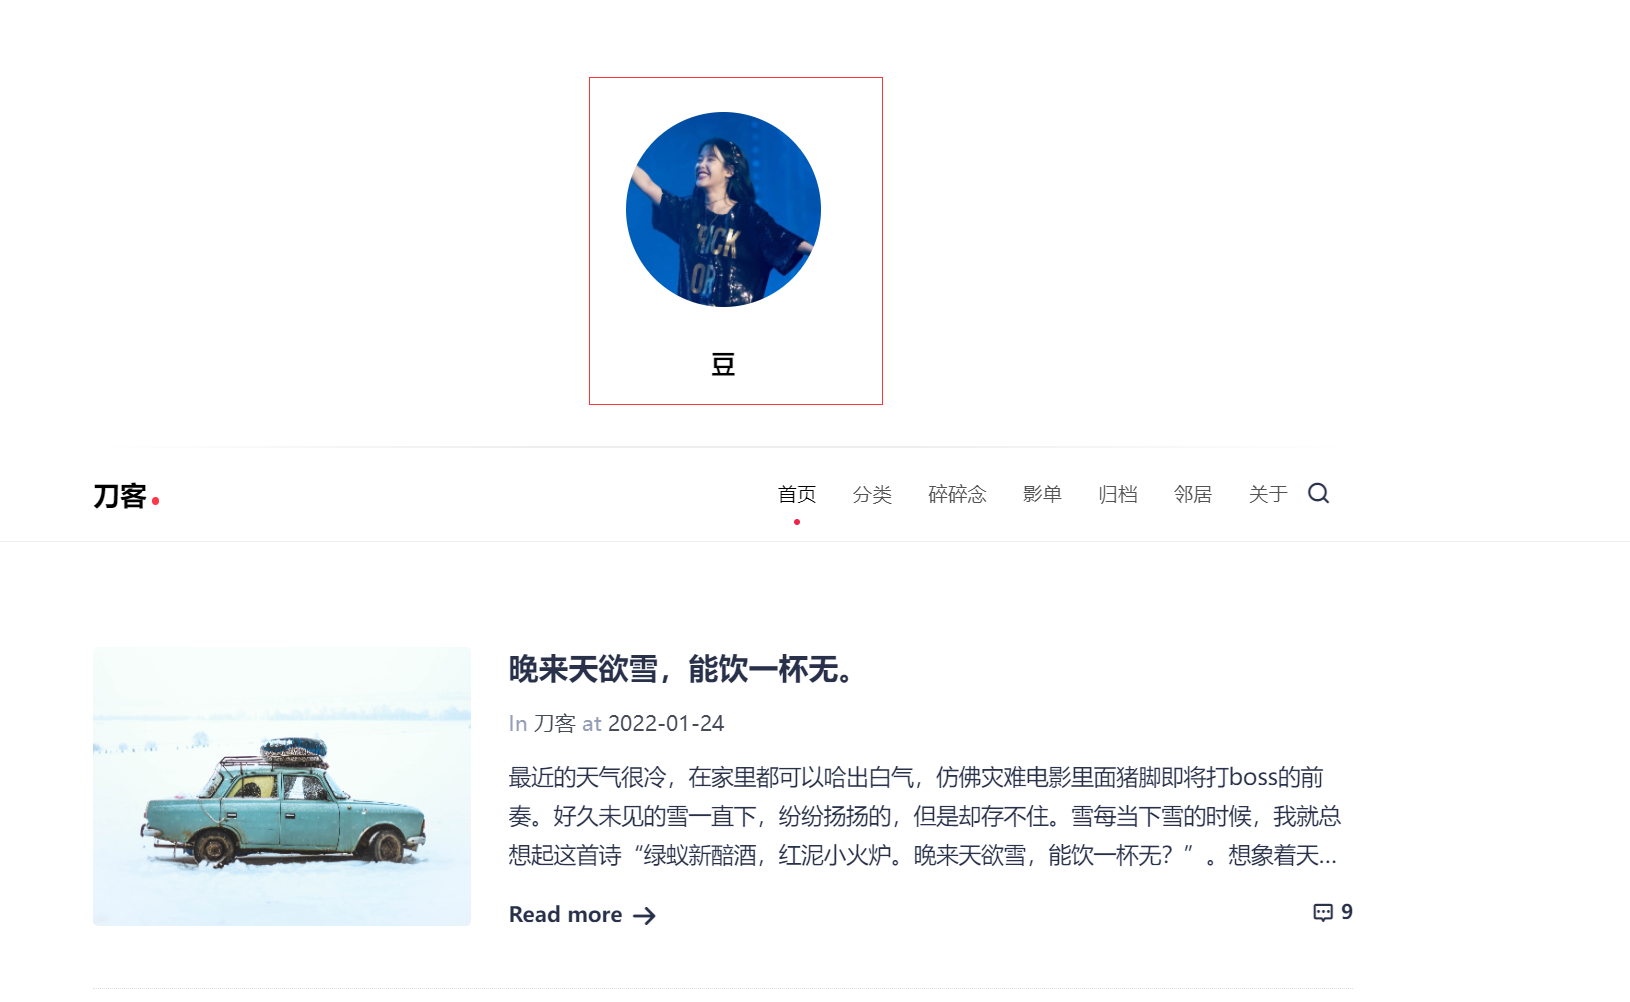 TRICK
OR
豆
刀客
首页 分类 碎碎念 影单 归档 邻居 关于
晚来天欲雪，能饮一杯无。
In 刀客 at 2022-01-24
最近的天气很冷，在家里都可以哈出白气，仿佛灾难电影里面猪脚即将打boss的前
奏。好久未见的雪一直下，纷纷扬扬的，但是却存不住。雪每当下雪的时候，我就总
想起这首诗“绿蚁新醅酒，红泥小火炉。晚来天欲雪，能饮一杯无？”。想象着天...
Read more
9